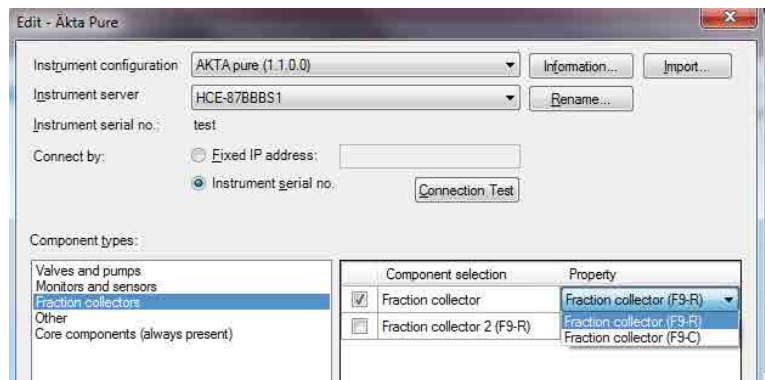 Edit - Äkta Pure
Instrument configuration AKTA pure (1.1.0.0) Information... Import...
Instrument server HCE-87BBBS1 Rename...
Instrument serial no.: test
Connect by: Fixed IP address:
Instrument serial no. Connection Test
Component types:
Valves and pumps
Monitors and sensors
Fraction collectors
Other
Core components (always present)
Component selection Property
Fraction collector Fraction collector (F9-R)
Fraction collector 2 (F9-R) Fraction collector (F9-R)
Fraction collector (F9-C)